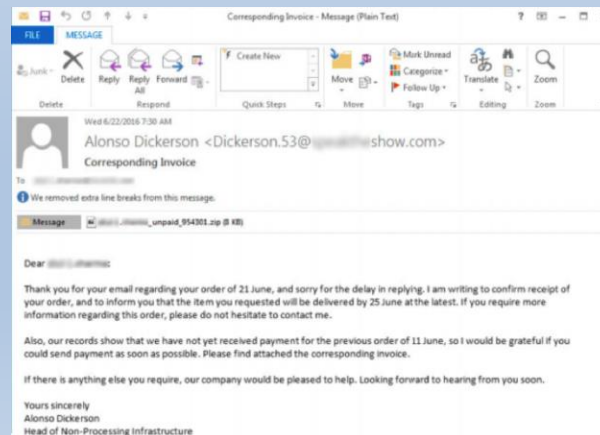 Corresponding Invoice - Message (Plain Text)
FILE MESSAGE
Junk Delete Reply Reply All Forward Create New Move Mark Unread Categorize Follow Up Translate Zoom
Delete Respond Quick Steps Move Tags Editing Zoom
Wed 6/22/2016 7:30 AM
Alonso Dickerson <Dickerson.53@ show.com>
Corresponding Invoice
To
We removed extra line breaks from this message.
Message _unpaid_954301.zip (8 KB)
Dear
Thank you for your email regarding your order of 21 June, and sorry for the delay in replying. I am writing to confirm receipt of
your order, and to inform you that the item you requested will be delivered by 25 June at the latest. If you require more
information regarding this order, please do not hesitate to contact me.
Also, our records show that we have not yet received payment for the previous order of 11 June, so I would be grateful if you
could send payment as soon as possible. Please find attached the corresponding invoice.
If there is anything else you require, our company would be pleased to help. Looking forward to hearing from you soon.
Yours sincerely
Alonso Dickerson
Head of Non-Processing Infrastructure